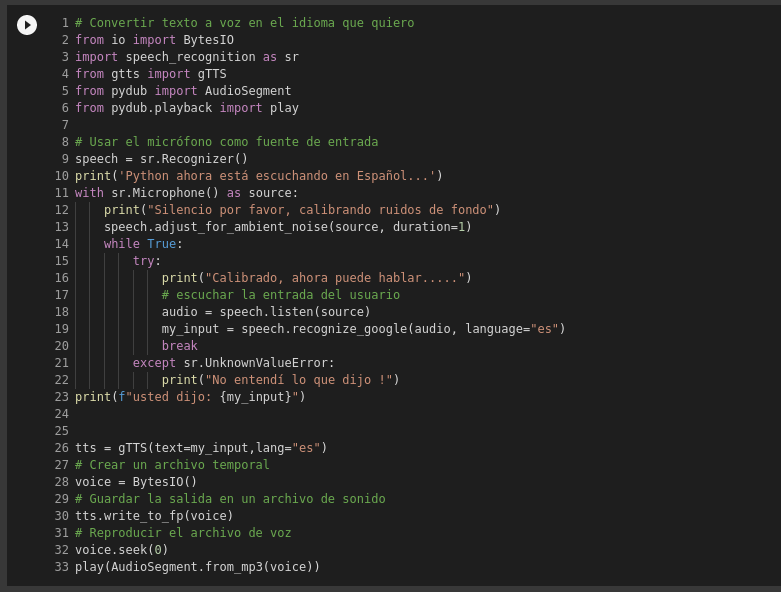 1 # Convertir texto a voz en el idioma que quiero
2 from io import BytesIO
3 import speech_recognition as sr
4 from gtts import gTTS
5 from pydub import AudioSegment
6 from pydub.playback import play
7
8 # Usar el micrófono como fuente de entrada
9 speech = sr.Recognizer()
10 print('Python ahora está escuchando en Español...')
11 with sr.Microphone() as source:
12     print("Silencio por favor, calibrando ruidos de fondo")
13     speech.adjust_for_ambient_noise(source, duration=1)
14     while True:
15         try:
16             print("Calibrado, ahora puede hablar.....")
17             # escuchar la entrada del usuario
18             audio = speech.listen(source)
19             my_input = speech.recognize_google(audio, language="es")
20             break
21         except sr.UnknownValueError:
22             print("No entendí lo que dijo !")
23 print(f"usted dijo: {my_input}")
24
25
26 tts = gTTS(text=my_input,lang="es")
27 # Crear un archivo temporal
28 voice = BytesIO()
29 # Guardar la salida en un archivo de sonido
30 tts.write_to_fp(voice)
31 # Reproducir el archivo de voz
32 voice.seek(0)
33 play(AudioSegment.from_mp3(voice))